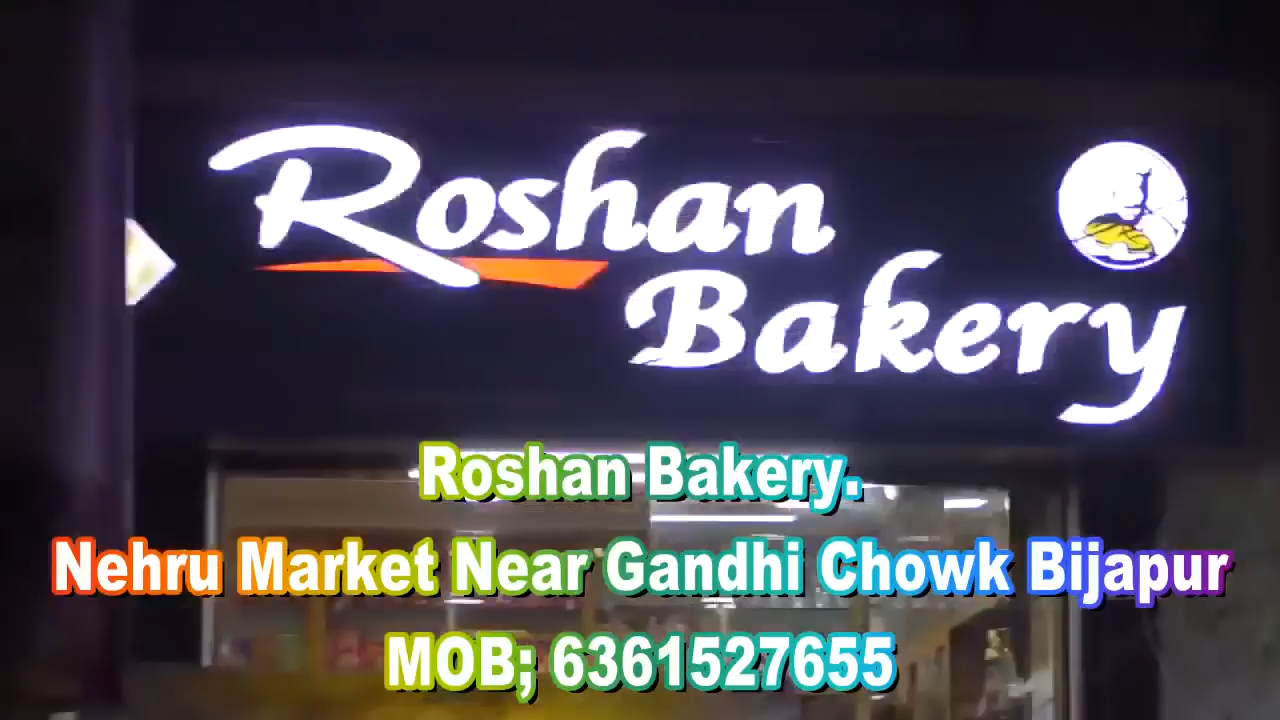 Roshan
Bakery
Roshan Bakery.
Nehru Market Near Gandhi Chowk Bijapur
MOB; 6361527655